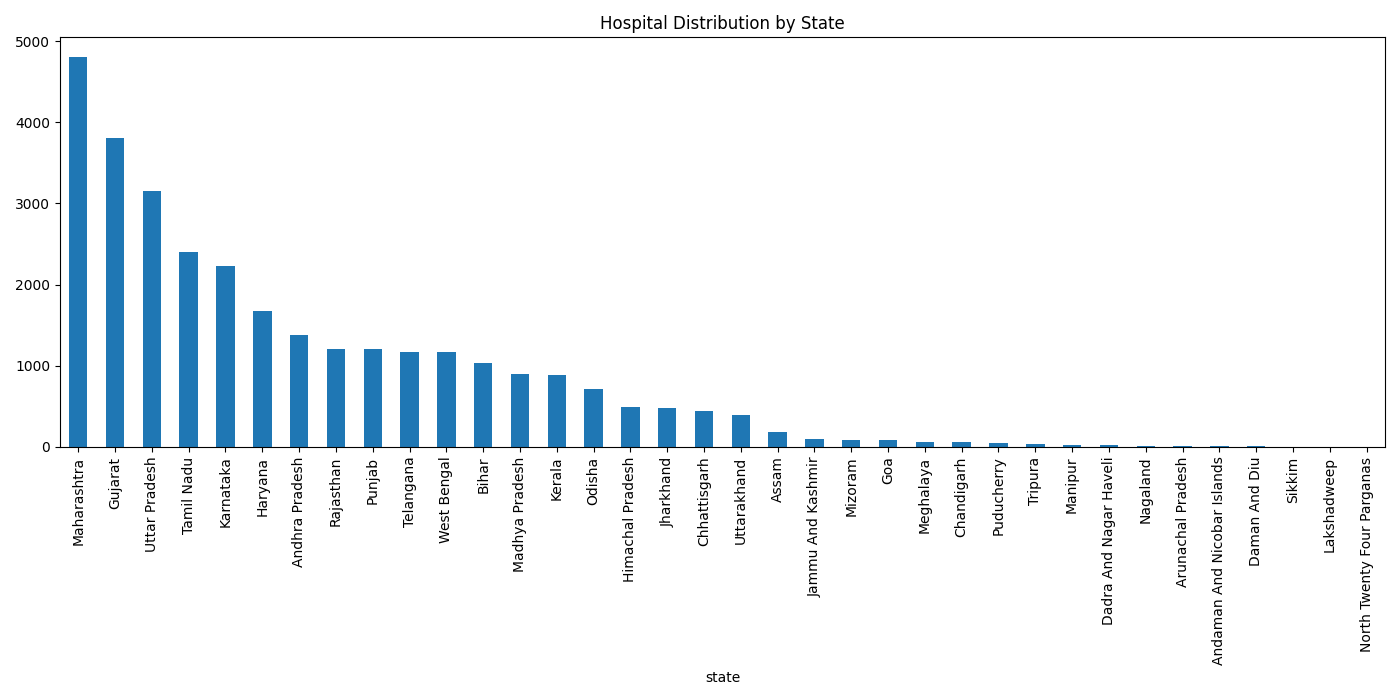 Hospital Distribution by State
5000
4000
3000
2000
1000
0
Maharashtra
Gujarat
Uttar Pradesh
Tamil Nadu
Karnataka
Haryana
Andhra Pradesh
Rajasthan
Punjab
Telangana
West Bengal
Bihar
Madhya Pradesh
Kerala
Odisha
Himachal Pradesh
Jharkhand
Chhattisgarh
Uttarakhand
Assam
Jammu And Kashmir
Mizoram
Goa
Meghalaya
Chandigarh
Puducherry
Tripura
Manipur
Dadra And Nagar Haveli
Nagaland
Arunachal Pradesh
Andaman And Nicobar Islands
Daman And Diu
Sikkim
Lakshadweep
North Twenty Four Parganas
state